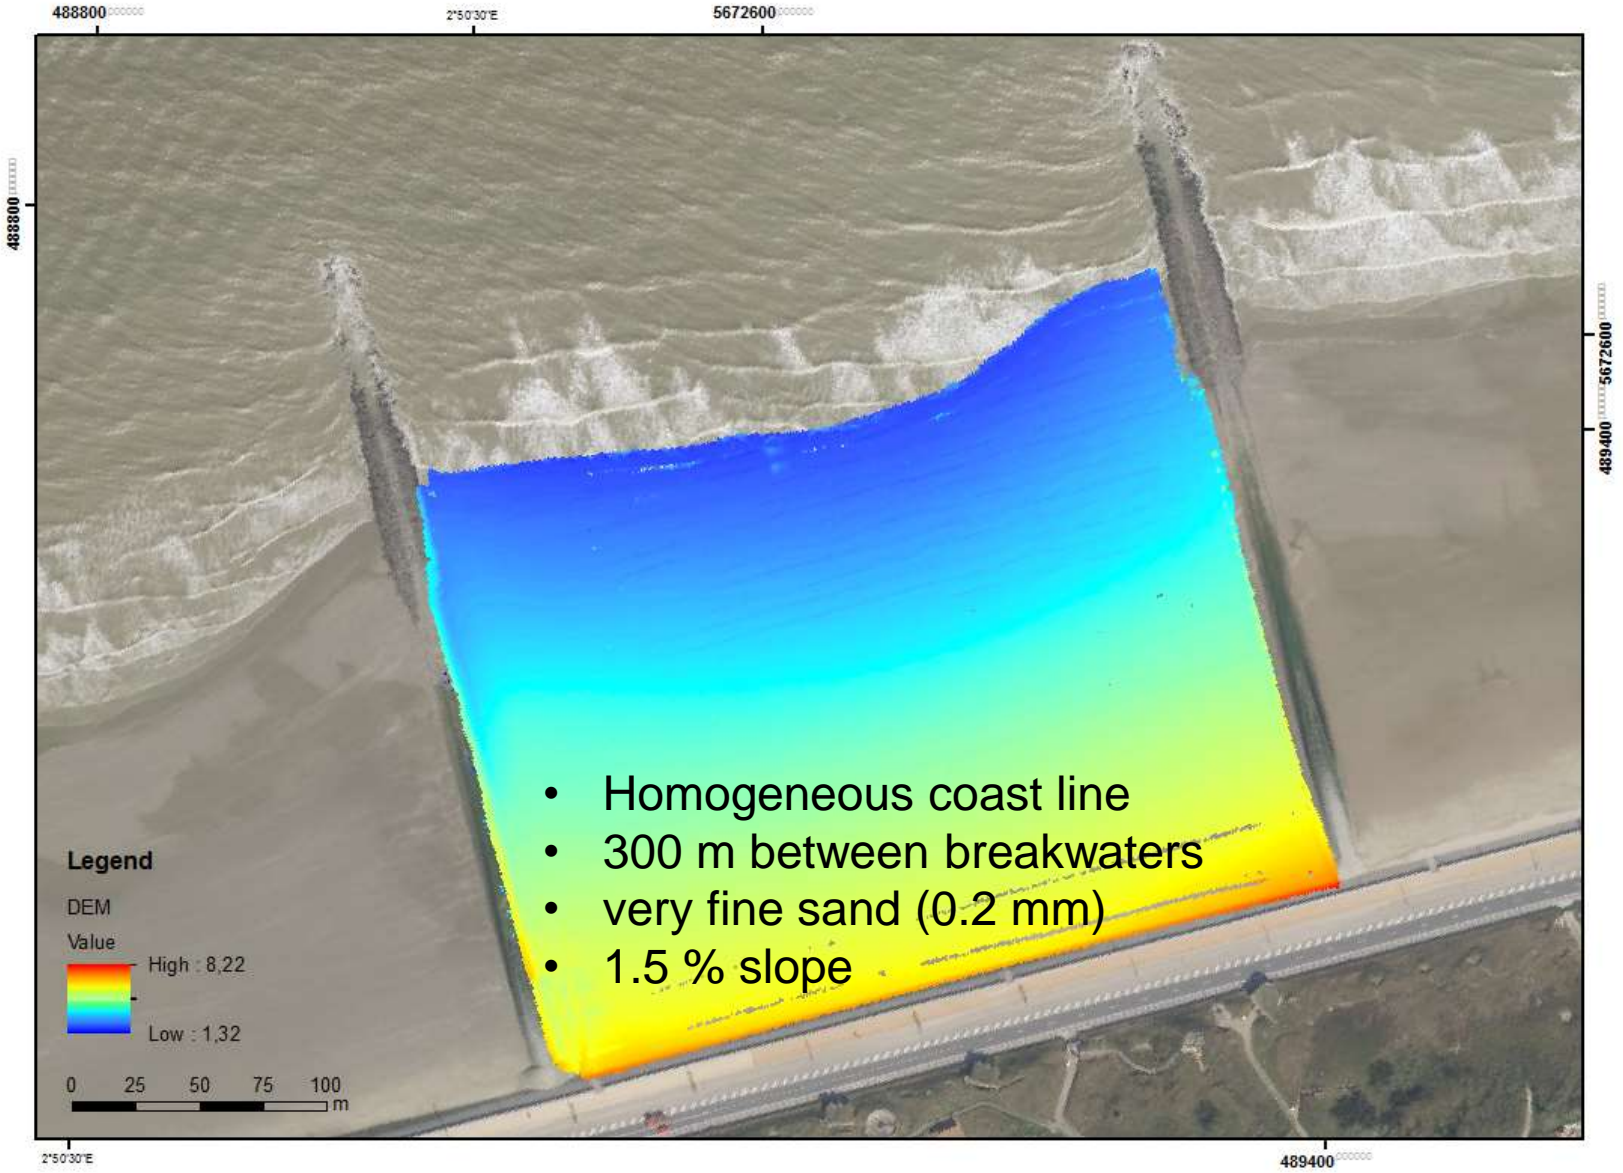 488800
2°50'30"E
5672600
488800
5672600
489400
• Homogeneous coast line
• 300 m between breakwaters
• very fine sand (0.2 mm)
• 1.5 % slope
Legend
DEM
Value
High : 8,22
Low : 1,32
0 25 50 75 100
m
2°50'30"E
489400